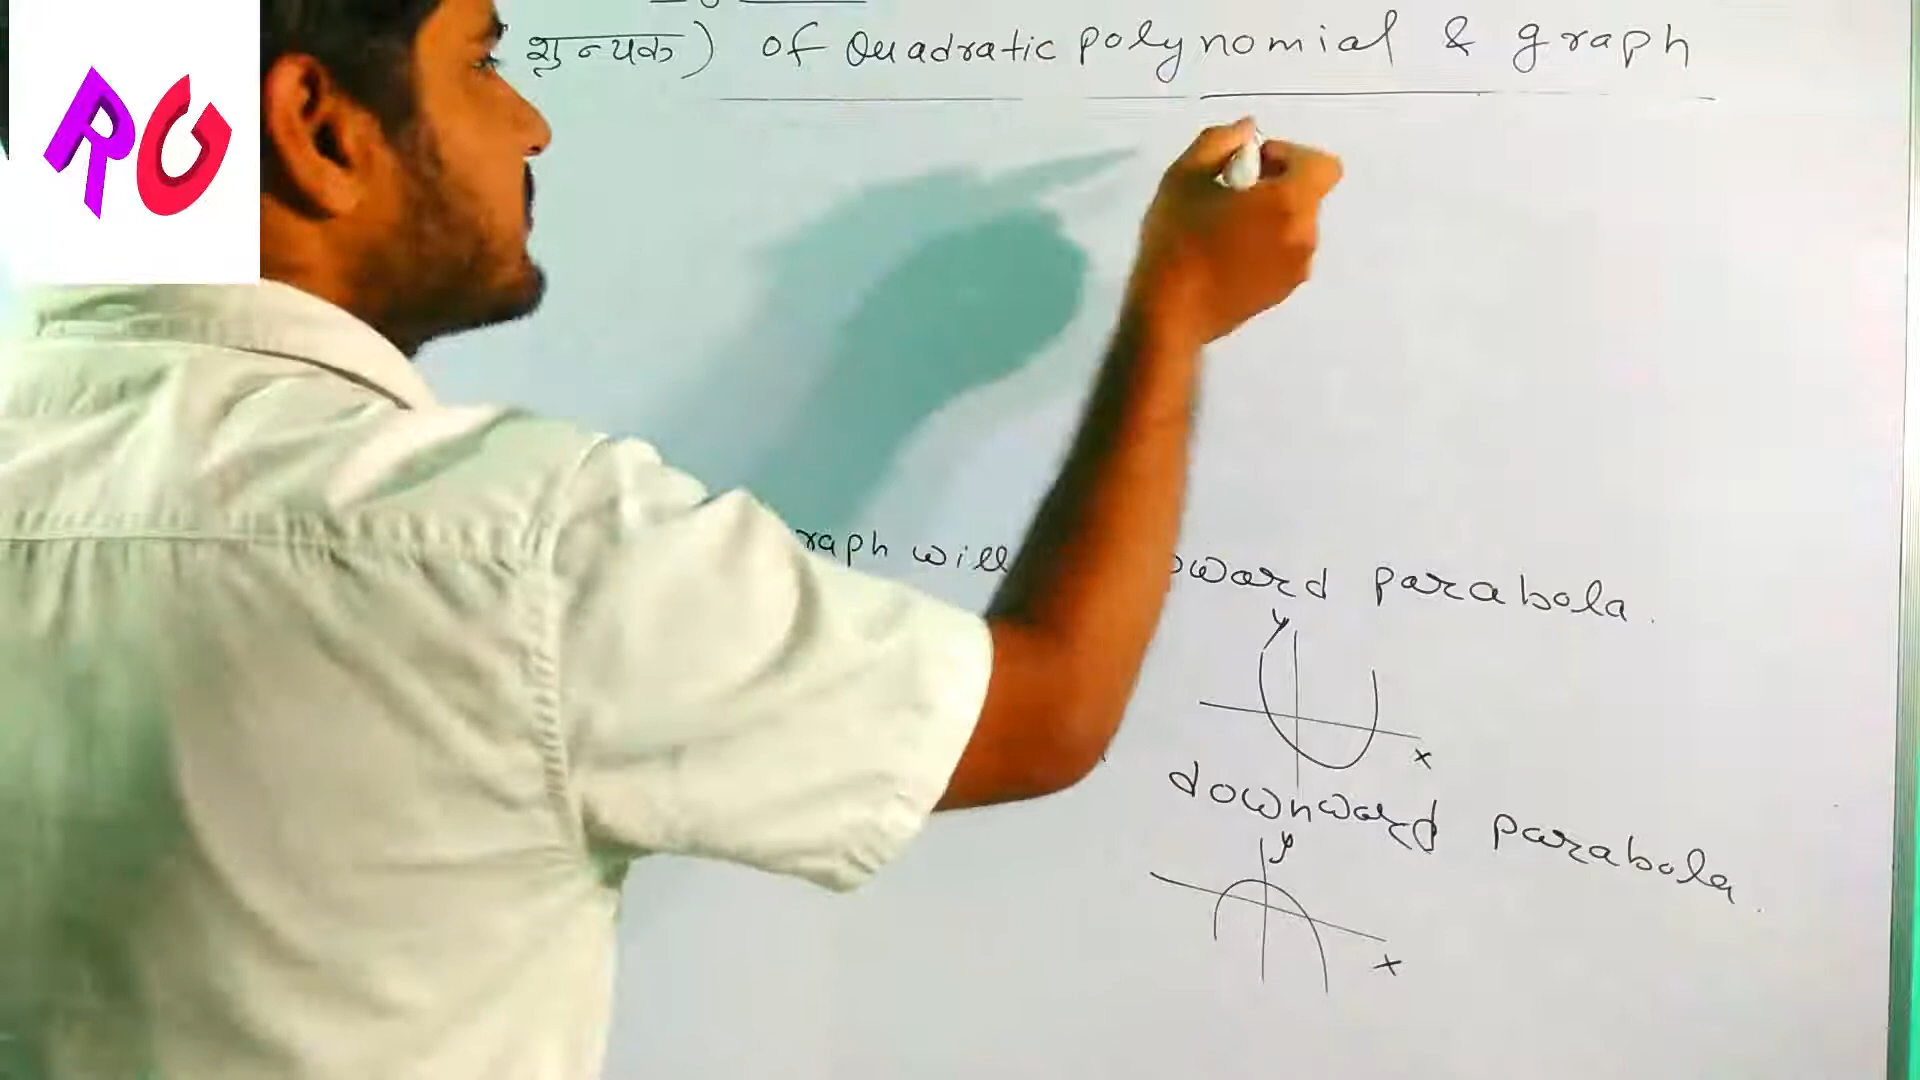 RG
शुन्यक) of Quadratic polynomial & graph
raph will ward parabola.
y
x
downward parabola.
y
x